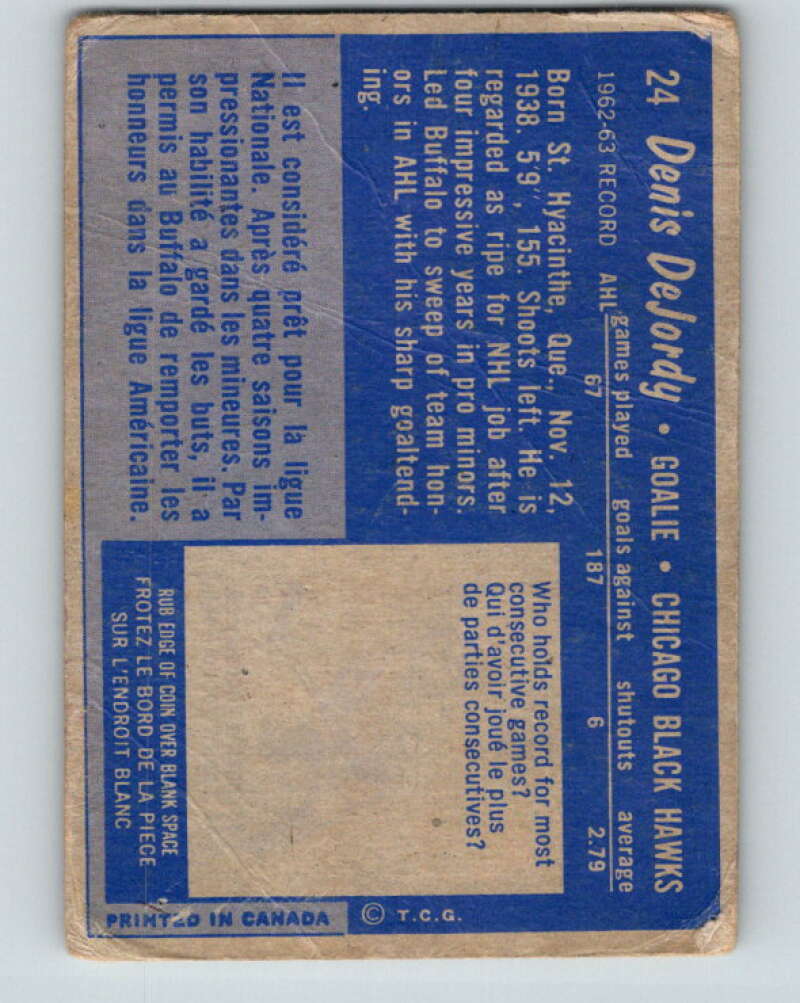 24 Denis DeJordy • GOALIE • CHICAGO BLACK HAWKS
games played goals against shutouts average
1962-63 RECORD AHL 67 187 6 2.79
Born St. Hyacinthe, Que., Nov. 12,
1938. 5'9", 155. Shoots left. He is
regarded as ripe for NHL job after
four impressive years in pro minors.
Led Buffalo to sweep of team hon-
ors in AHL with his sharp goaltend-
ing.
Il est considéré prêt pour la ligue
Nationale. Après quatre saisons im-
pressionantes dans les mineures. Par
son habilité a gardé les buts, il a
permis au Buffalo de remporter les
honneurs dans la ligue Américaine.
Who holds record for most
consecutive games?
Qui d'avoir joué le plus
de parties consecutives?
RUB EDGE OF COIN OVER BLANK SPACE
FROTEZ LE BORD DE LA PIECE
SUR L'ENDROIT BLANC
© T.C.G.
PRINTED IN CANADA